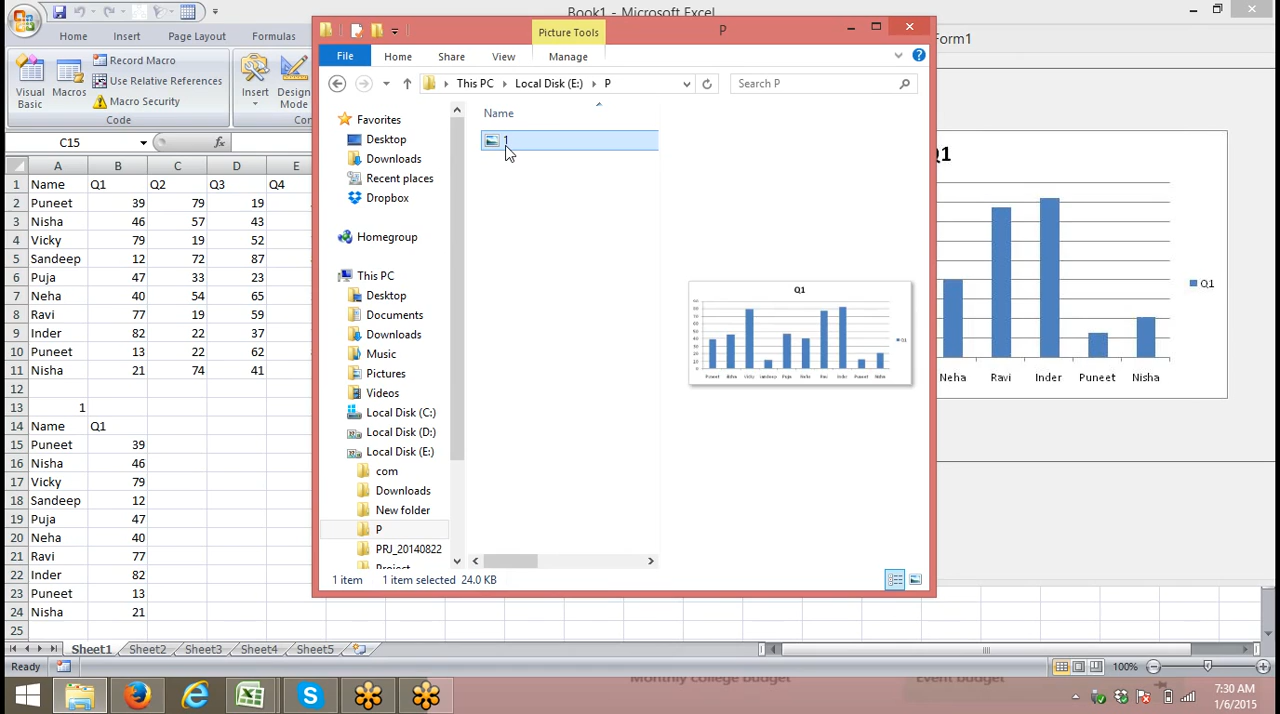 Book1 - Microsoft Excel
Home Insert Page Layout Formulas
Visual Basic
Macros
Record Macro
Use Relative References
Macro Security
Code
Insert
Design Mode
C15
fx
A B C D E
1 Name Q1 Q2 Q3 Q4
2 Puneet 39 79 19
3 Nisha 46 57 43
4 Vicky 79 19 52
5 Sandeep 12 72 87
6 Puja 47 33 23
7 Neha 40 54 65
8 Ravi 77 19 59
9 Inder 82 22 37
10 Puneet 13 22 62
11 Nisha 21 74 41
12
13 1
14 Name Q1
15 Puneet 39
16 Nisha 46
17 Vicky 79
18 Sandeep 12
19 Puja 47
20 Neha 40
21 Ravi 77
22 Inder 82
23 Puneet 13
24 Nisha 21
25
Sheet1 Sheet2 Sheet3 Sheet4 Sheet5
Ready
100%
Picture Tools
P
File Home Share View Manage
This PC Local Disk (E:) P
Search P
Favorites
Desktop
Downloads
Recent places
Dropbox
Homegroup
This PC
Desktop
Documents
Downloads
Music
Pictures
Videos
Local Disk (C:)
Local Disk (D:)
Local Disk (E:)
com
Downloads
New folder
P
PRJ_20140822
Project
Name
1
Q1
1 item 1 item selected 24.0 KB
Form1
Q1
Q1
Neha Ravi Inder Puneet Nisha
Monthly college budget
Event budget
7:30 AM
1/6/2015